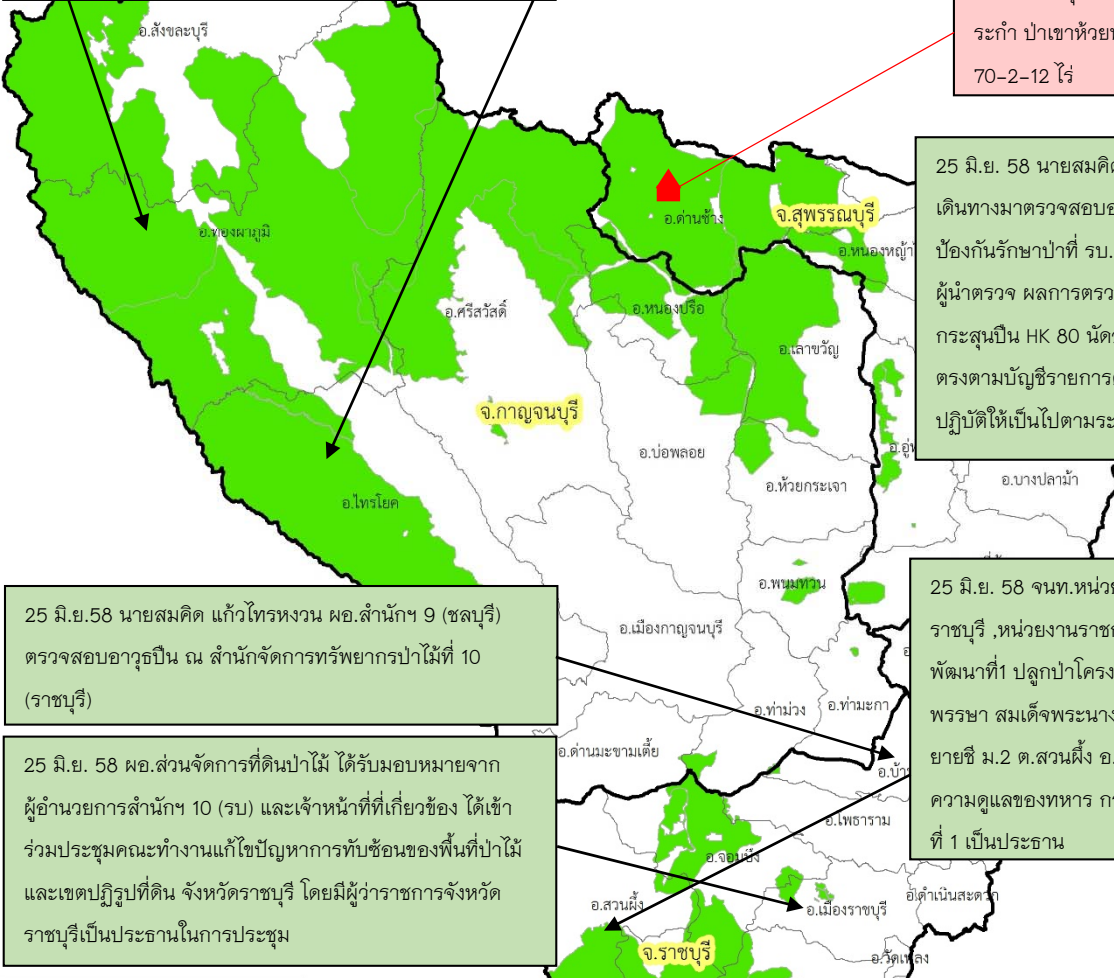 อ.สังขละบุรี
ระกำ ป่าเขาห้วย
70-2-12 ไร่
อ.ด่านช้าง
จ.สุพรรณบุรี
อ.ทองผาภูมิ
อ.หนองหญ้า
อ.ศรีสวัสดิ์
อ.หนองปรือ
อ.เลาขวัญ
25 มิ.ย. 58 นายสมคิด
เดินทางมาตรวจสอบ
ป้องกันรักษาป่าที่ รบ.
ผู้นำตรวจ ผลการตรว
กระสุนปืน HK 80 นัด
ตรงตามบัญชีรายการ
ปฏิบัติให้เป็นไปตามระ
จ.กาญจนบุรี
อ.บ่อพลอย
อ.ห้วยกระเจา
อ.บางปลาม้า
อ.ไทรโยค
อ.พนมทวน
25 มิ.ย.58 นายสมคิด แก้วไทรหงวน ผอ.สำนักฯ 9 (ชลบุรี)
ตรวจสอบอาวุธปืน ณ สำนักจัดการทรัพยากรป่าไม้ที่ 10
(ราชบุรี)
อ.เมืองกาญจนบุรี
25 มิ.ย. 58 จนท.หน่วย
ราชบุรี ,หน่วยงานราช
พัฒนาที่1 ปลูกป่าโครง
พรรษา สมเด็จพระนาง
ยายชี ม.2 ต.สวนผึ้ง อ.
ความดูแลของทหาร
ที่ 1 เป็นประธาน
อ.ท่าม่วง
อ.ท่ามะกา
อ.ด่านมะขามเตี้ย
25 มิ.ย. 58 ผอ.ส่วนจัดการที่ดินป่าไม้ ได้รับมอบหมายจาก
ผู้อำนวยการสำนักฯ 10 (รบ) และเจ้าหน้าที่ที่เกี่ยวข้อง ได้เข้า
ร่วมประชุมคณะทำงานแก้ไขปัญหาการทับซ้อนของพื้นที่ป่าไม้
และเขตปฏิรูปที่ดิน จังหวัดราชบุรี โดยมีผู้ว่าราชการจังหวัด
ราชบุรีเป็นประธานในการประชุม
อ.โพธาราม
อ.จอมบึง
อ.สวนผึ้ง
อ.เมืองราชบุรี
อ.ดำเนินสะดวก
จ.ราชบุรี
อ.วัดเพลง